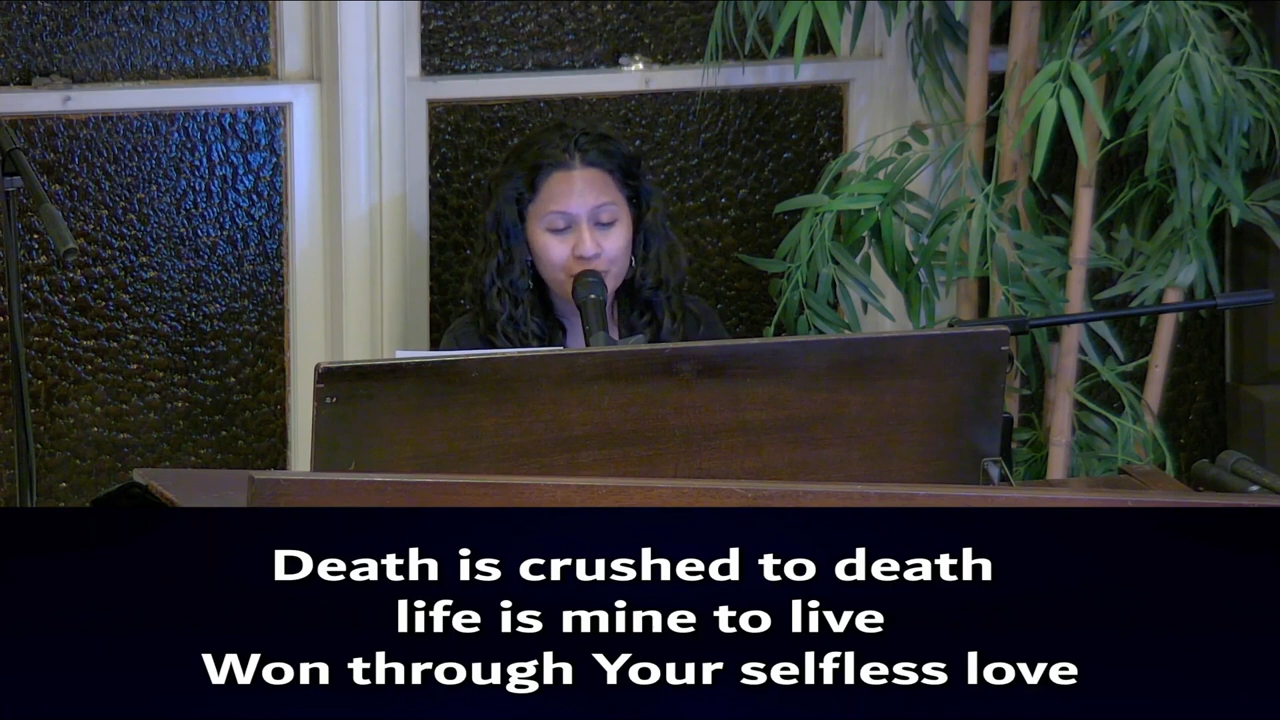 Death is crushed to death
life is mine to live
Won through Your selfless love